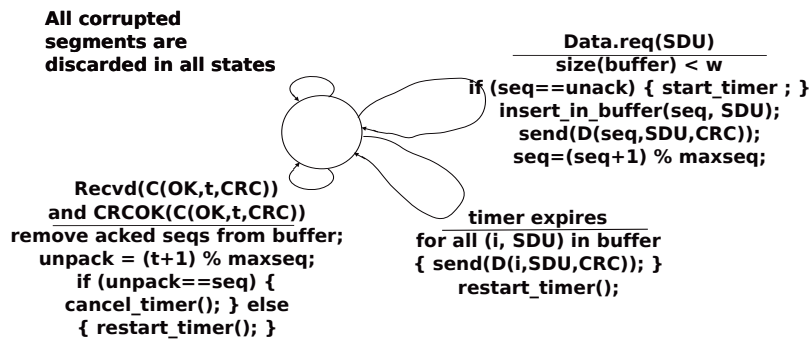 All corrupted
segments are
discarded in all states
Data.req(SDU)
size(buffer) < w
if (seq==unack) { start_timer ; }
insert_in_buffer(seq, SDU);
send(D(seq,SDU,CRC));
seq=(seq+1) % maxseq;
Recvd(C(OK,t,CRC))
and CRCOK(C(OK,t,CRC))
remove acked seqs from buffer;
unpack = (t+1) % maxseq;
if (unpack==seq) {
cancel_timer(); } else
{ restart_timer(); }
timer expires
for all (i, SDU) in buffer
{ send(D(i,SDU,CRC)); }
restart_timer();